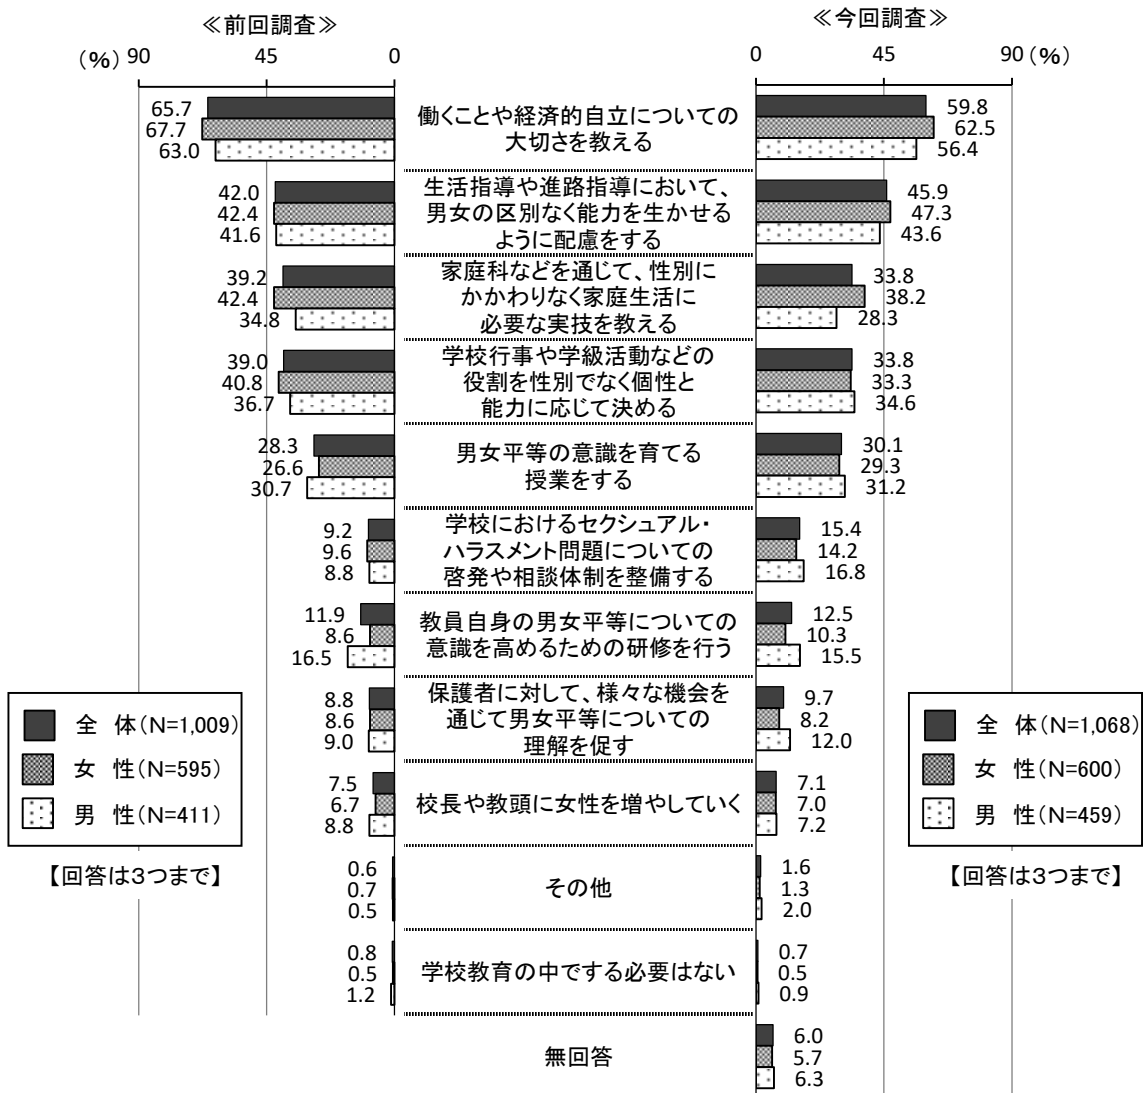 ≪前回調査≫
≪今回調査≫
(%) 90 45 0
0 45 90 (%)
65.7
67.7
63.0
働くことや経済的自立についての
大切さを教える
59.8
62.5
56.4
42.0
42.4
41.6
生活指導や進路指導において、
男女の区別なく能力を生かせる
ように配慮をする
45.9
47.3
43.6
39.2
42.4
34.8
家庭科などを通じて、性別に
かかわりなく家庭生活に
必要な実技を教える
33.8
38.2
28.3
39.0
40.8
36.7
学校行事や学級活動などの
役割を性別でなく個性と
能力に応じて決める
33.8
33.3
34.6
28.3
26.6
30.7
男女平等の意識を育てる
授業をする
30.1
29.3
31.2
9.2
9.6
8.8
学校におけるセクシュアル・
ハラスメント問題についての
啓発や相談体制を整備する
15.4
14.2
16.8
11.9
8.6
16.5
教員自身の男女平等についての
意識を高めるための研修を行う
12.5
10.3
15.5
8.8
8.6
9.0
保護者に対して、様々な機会を
通じて男女平等についての
理解を促す
9.7
8.2
12.0
7.5
6.7
8.8
校長や教頭に女性を増やしていく
7.1
7.0
7.2
0.6
0.7
0.5
その他
1.6
1.3
2.0
0.8
0.5
1.2
学校教育の中でする必要はない
0.7
0.5
0.9
無回答
6.0
5.7
6.3
全 体(N=1,009)
女 性(N=595)
男 性(N=411)
【回答は3つまで】
全 体(N=1,068)
女 性(N=600)
男 性(N=459)
【回答は3つまで】